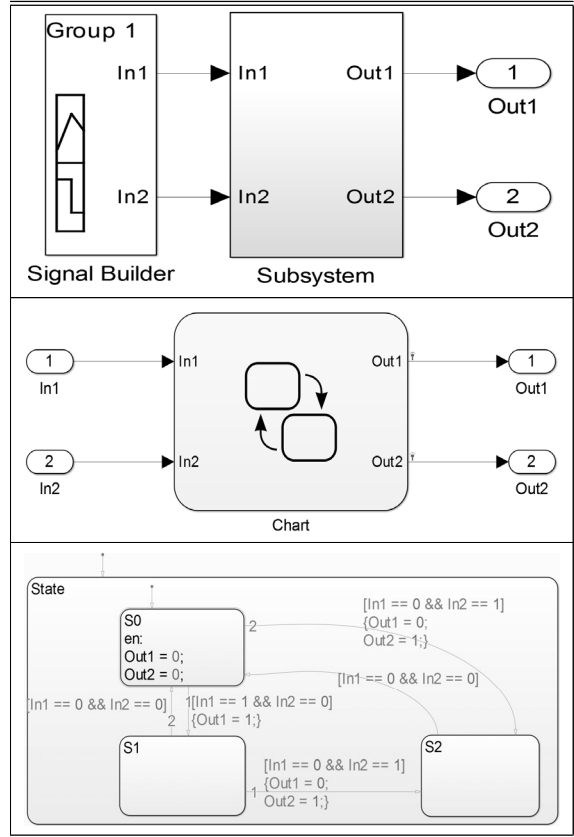 Group 1
In1
In2
Signal Builder
In1
In2
Out1
Out2
Subsystem
1
Out1
2
Out2
1
In1
2
In2
In1
In2
Out1
Out2
Chart
1
Out1
2
Out2
State
S0
en:
Out1 = 0;
Out2 = 0;
2
[In1 == 0 && In2 == 1]
{Out1 = 0;
Out2 = 1;}
[In1 == 0 && In2 == 0]
[In1 == 0 && In2 == 0]
2
1
[In1 == 1 && In2 == 0]
{Out1 = 1;}
S1
1
[In1 == 0 && In2 == 1]
{Out1 = 0;
Out2 = 1;}
S2